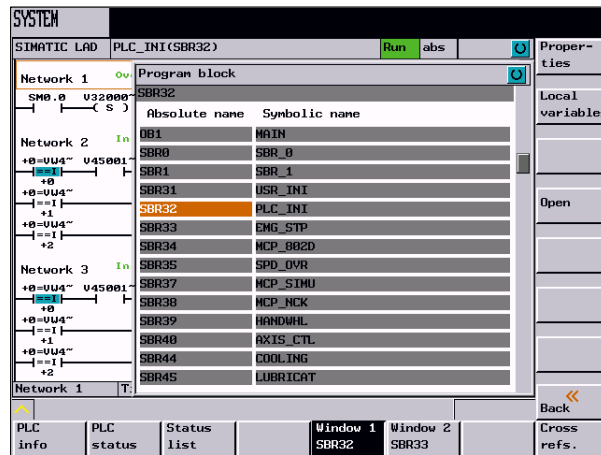 SYSTEM
SIMATIC LAD PLC_INI(SBR32) Run abs
Proper-
ties
Network 1 Ov
SM0.0 V32000~
( S )
Program block
SBR32
Absolute name Symbolic name
OB1 MAIN
SBR0 SBR_0
SBR1 SBR_1
SBR31 USR_INI
SBR32 PLC_INI
SBR33 EMG_STP
SBR34 MCP_802D
SBR35 SPD_OVR
SBR37 MCP_SIMU
SBR38 MCP_NCK
SBR39 HANDWHL
SBR40 AXIS_CTL
SBR44 COOLING
SBR45 LUBRICAT
Network 2 In
+0=VW4~ V45001~
==I
+0
+0=VW4~
==I
+1
+0=VW4~
==I
+2
Network 3 In
+0=VW4~ V45001~
==I
+0
+0=VW4~
==I
+1
+0=VW4~
==I
+2
Network 1 T:
Local
variable
Open
Back
PLC
info
PLC
status
Status
list
Window 1
SBR32
Window 2
SBR33
Cross
refs.